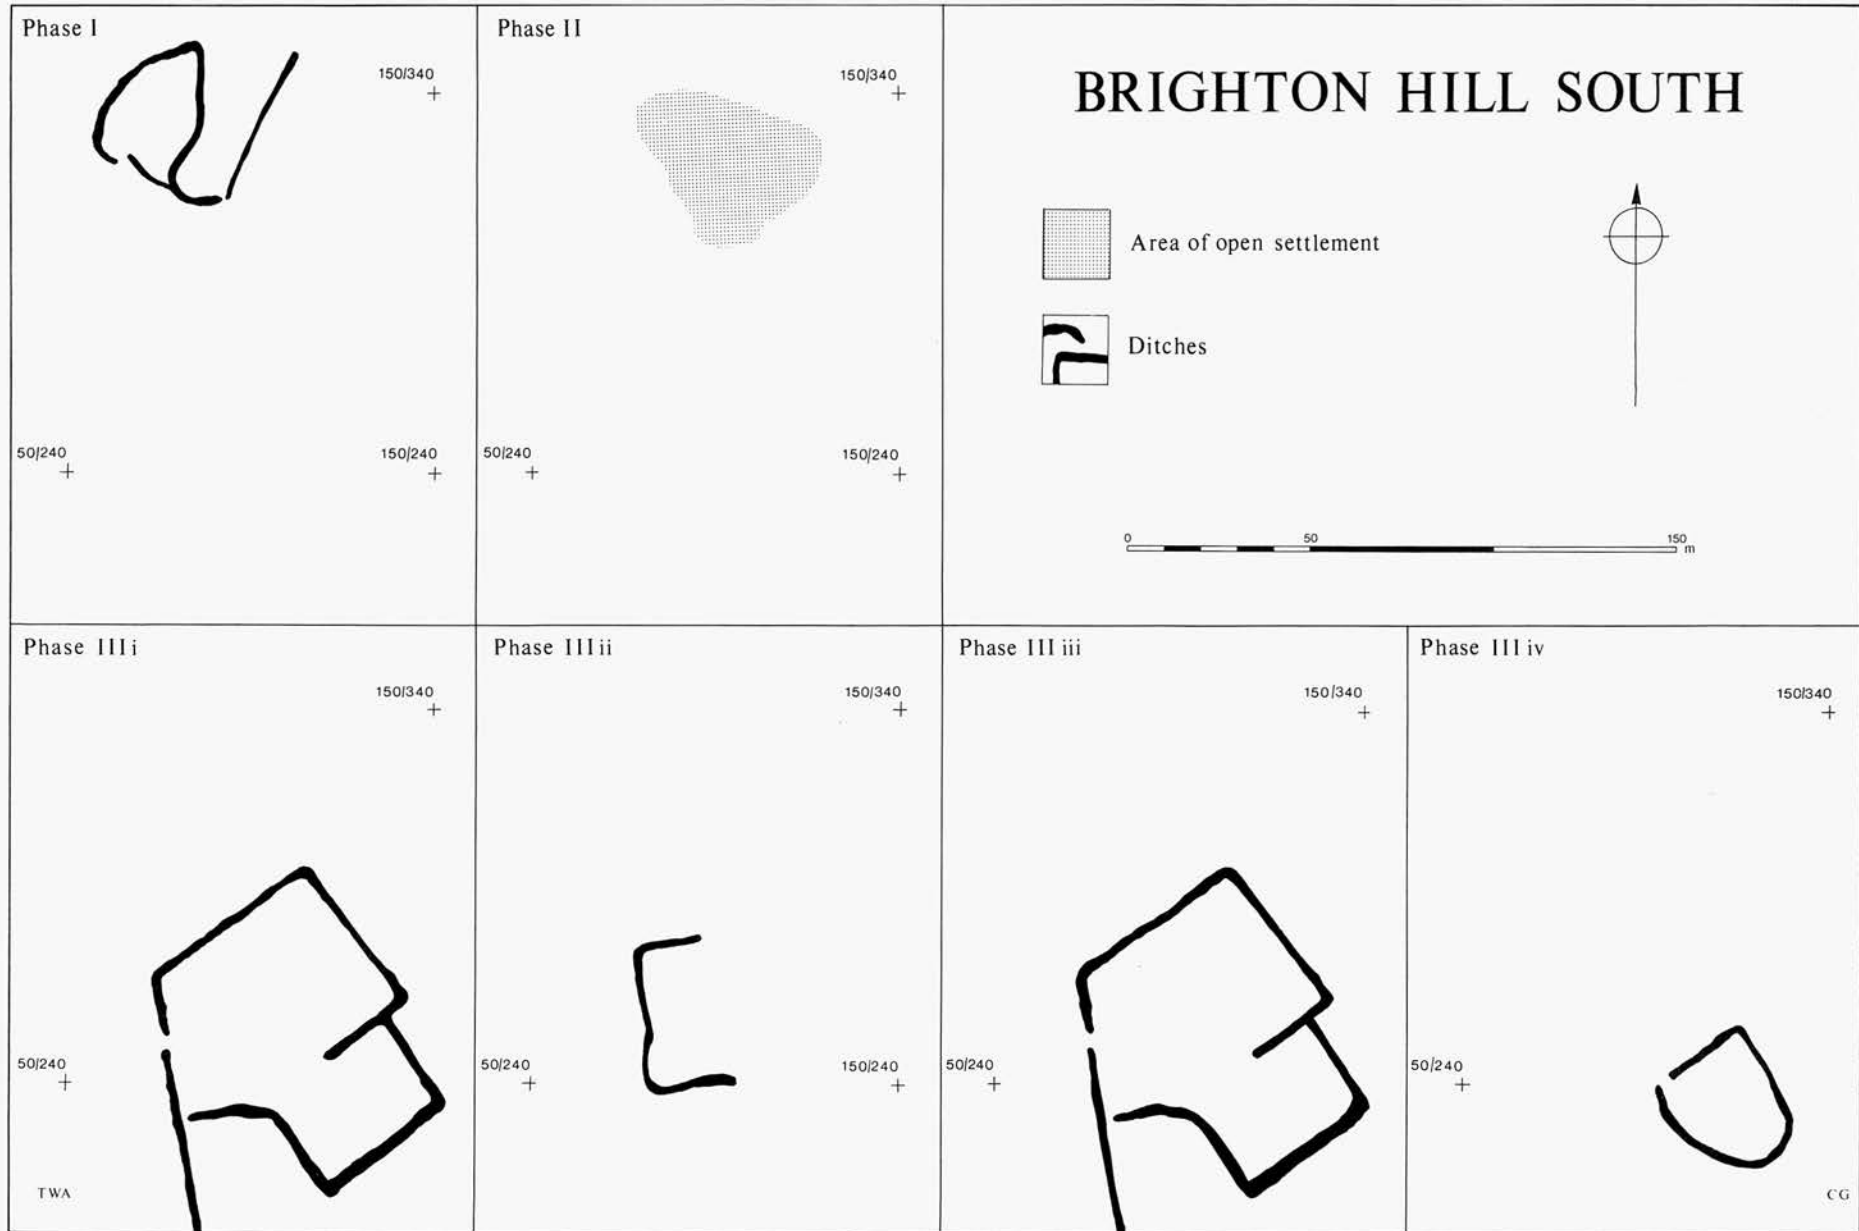 Phase I
150/340
50/240
150/240
Phase II
150/340
50/240
150/240
BRIGHTON HILL SOUTH
Area of open settlement
Ditches
0 50 150 m
Phase III i
150/340
50/240
TWA
Phase III ii
150/340
50/240
150/240
Phase III iii
150/340
50/240
Phase III iv
150/340
50/240
CG